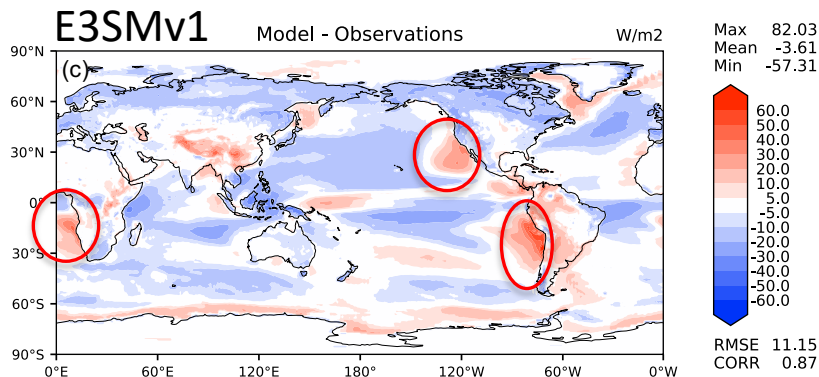 E3SMv1
Model - Observations
W/m2
(c)
90°N
60°N
30°N
0°N
30°S
60°S
90°S
0°E
60°E
120°E
180°W
120°W
60°W
0°W
Max 82.03
Mean -3.61
Min -57.31
60.0
50.0
40.0
30.0
20.0
10.0
5.0
-5.0
-10.0
-20.0
-30.0
-40.0
-50.0
-60.0
RMSE 11.15
CORR 0.87